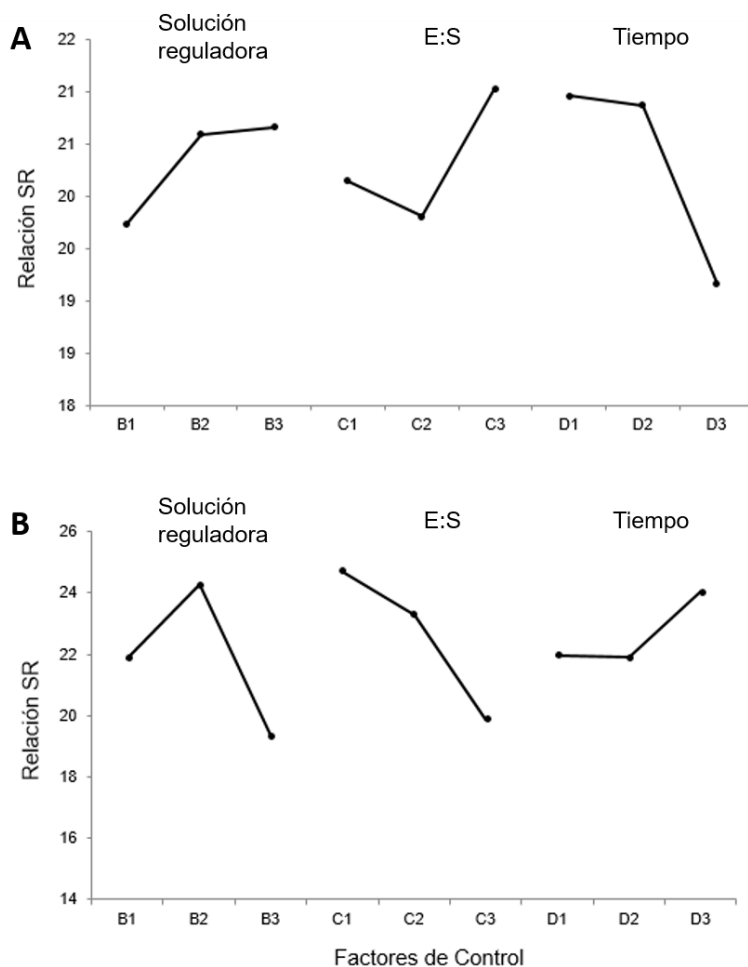 A
Solución
reguladora
E:S
Tiempo
22
21
21
20
20
19
19
18
Relación SR
B1 B2 B3 C1 C2 C3 D1 D2 D3
B
Solución
reguladora
E:S
Tiempo
26
24
22
20
18
16
14
Relación SR
B1 B2 B3 C1 C2 C3 D1 D2 D3
Factores de Control